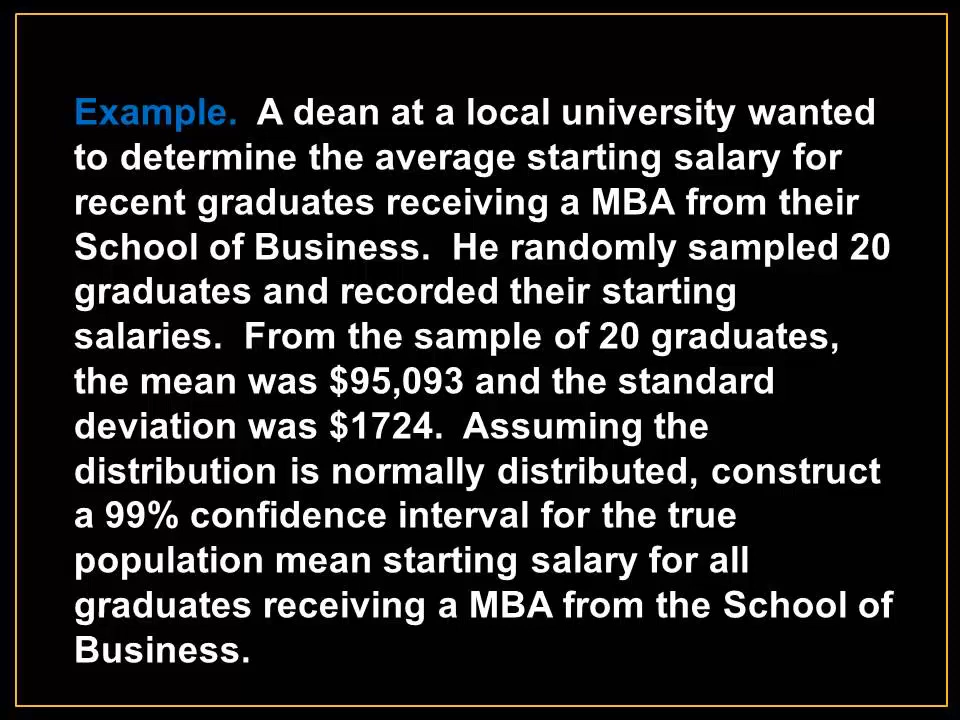 Example.  A dean at a local university wanted
to determine the average starting salary for
recent graduates receiving a MBA from their
School of Business.  He randomly sampled 20
graduates and recorded their starting
salaries.  From the sample of 20 graduates,
the mean was $95,093 and the standard
deviation was $1724.  Assuming the
distribution is normally distributed, construct
a 99% confidence interval for the true
population mean starting salary for all
graduates receiving a MBA from the School of
Business.